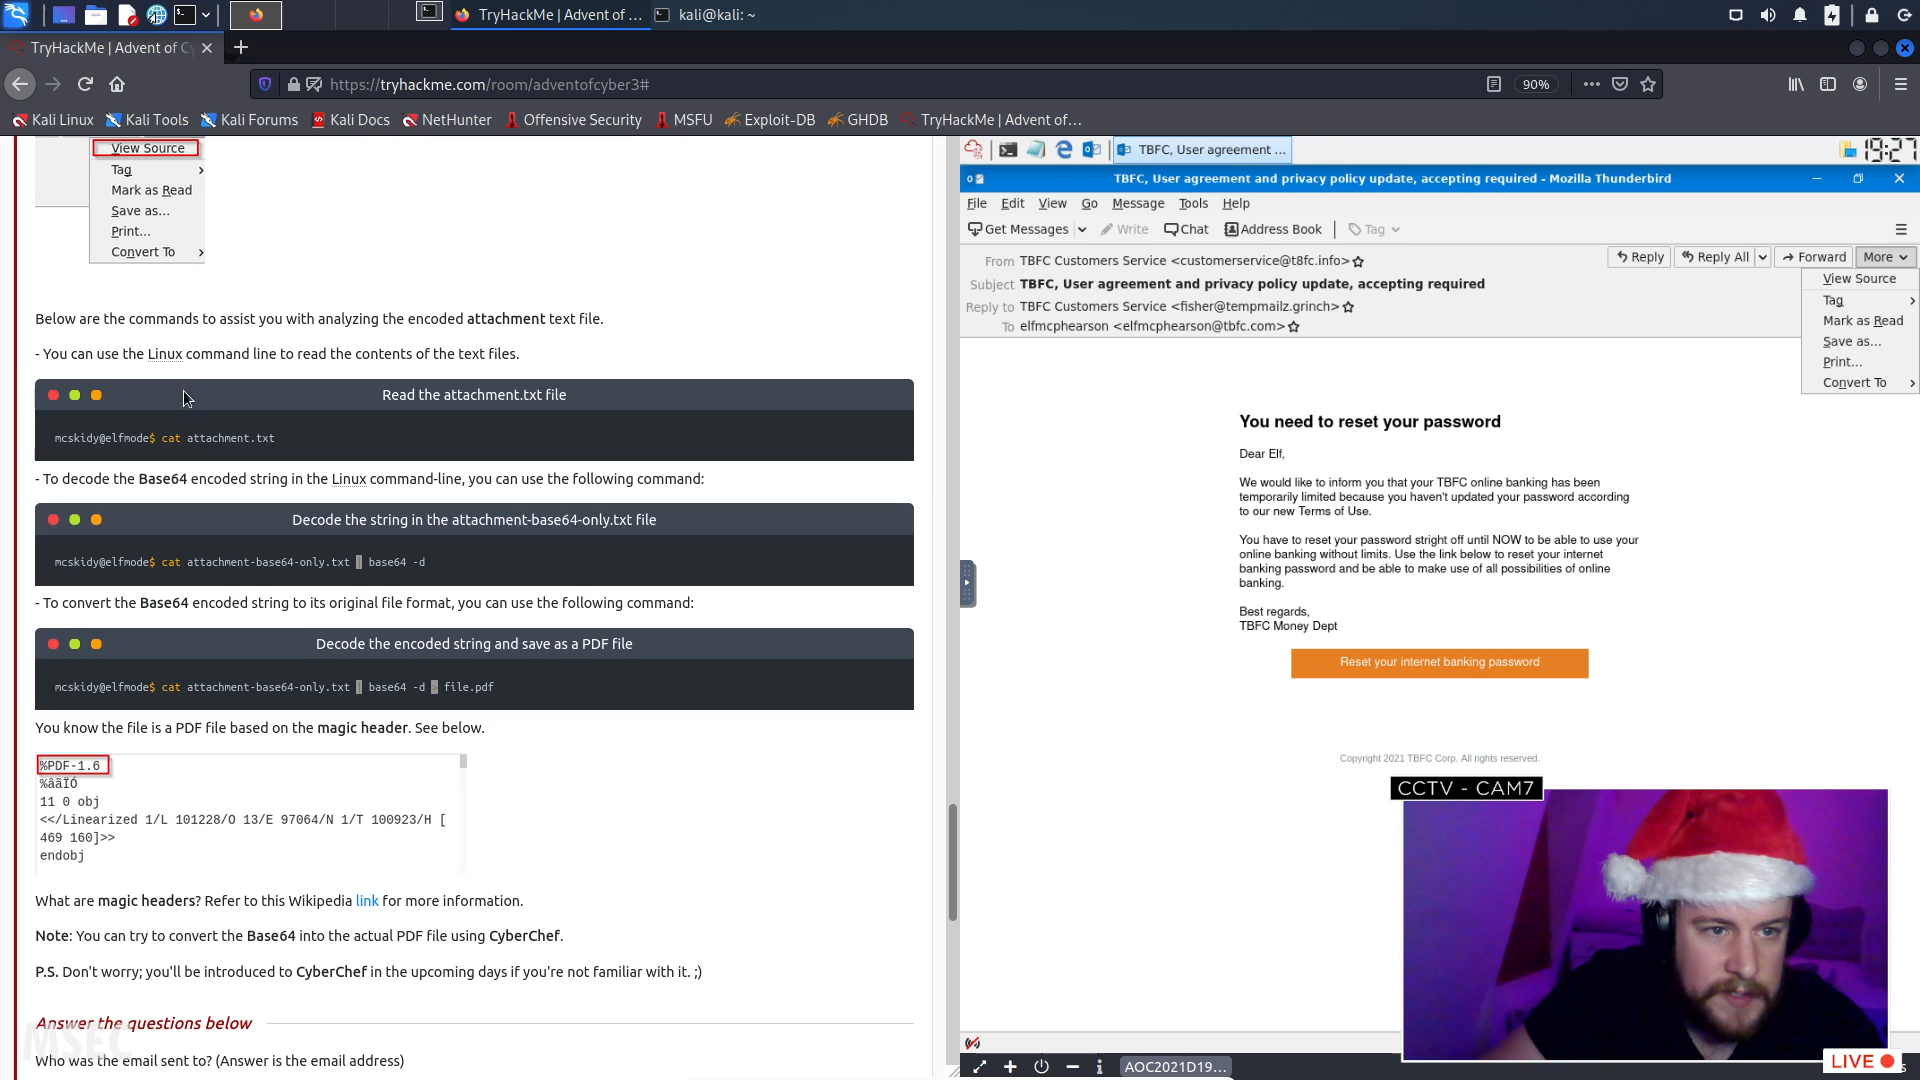 TryHackMe | Advent of ...
kali@kali: ~
TryHackMe | Advent of Cy
https://tryhackme.com/room/adventofcyber3#
90%
Kali Linux
Kali Tools
Kali Forums
Kali Docs
NetHunter
Offensive Security
MSFU
Exploit-DB
GHDB
TryHackMe | Advent of...
View Source
Tag
Mark as Read
Save as...
Print...
Convert To
Below are the commands to assist you with analyzing the encoded attachment text file.
- You can use the Linux command line to read the contents of the text files.
Read the attachment.txt file
mcskidy@elfmode$ cat attachment.txt
- To decode the Base64 encoded string in the Linux command-line, you can use the following command:
Decode the string in the attachment-base64-only.txt file
mcskidy@elfmode$ cat attachment-base64-only.txt | base64 -d
- To convert the Base64 encoded string to its original file format, you can use the following command:
Decode the encoded string and save as a PDF file
mcskidy@elfmode$ cat attachment-base64-only.txt | base64 -d > file.pdf
You know the file is a PDF file based on the magic header. See below.
%PDF-1.6
%âãÏÓ
11 0 obj
<</Linearized 1/L 101228/O 13/E 97064/N 1/T 100923/H [
469 160]>>
endobj
What are magic headers? Refer to this Wikipedia link for more information.
Note: You can try to convert the Base64 into the actual PDF file using CyberChef.
P.S. Don't worry; you'll be introduced to CyberChef in the upcoming days if you're not familiar with it. ;)
Answer the questions below
MSEC
Who was the email sent to? (Answer is the email address)
TBFC, User agreement ...
19:27
TBFC, User agreement and privacy policy update, accepting required - Mozilla Thunderbird
File Edit View Go Message Tools Help
Get Messages
Write
Chat
Address Book
Tag
From TBFC Customers Service <customerservice@t8fc.info>
Reply
Reply All
Forward
More
Subject TBFC, User agreement and privacy policy update, accepting required
Reply to TBFC Customers Service <fisher@tempmailz.grinch>
To elfmcphearson <elfmcphearson@tbfc.com>
View Source
Tag
Mark as Read
Save as...
Print...
Convert To
You need to reset your password
Dear Elf,
We would like to inform you that your TBFC online banking has been
temporarily limited because you haven't updated your password according
to our new Terms of Use.
You have to reset your password stright off until NOW to be able to use your
online banking without limits. Use the link below to reset your internet
banking password and be able to make use of all possibilities of online
banking.
Best regards,
TBFC Money Dept
Reset your internet banking password
Copyright 2021 TBFC Corp. All rights reserved.
CCTV - CAM7
LIVE
AOC2021D19...